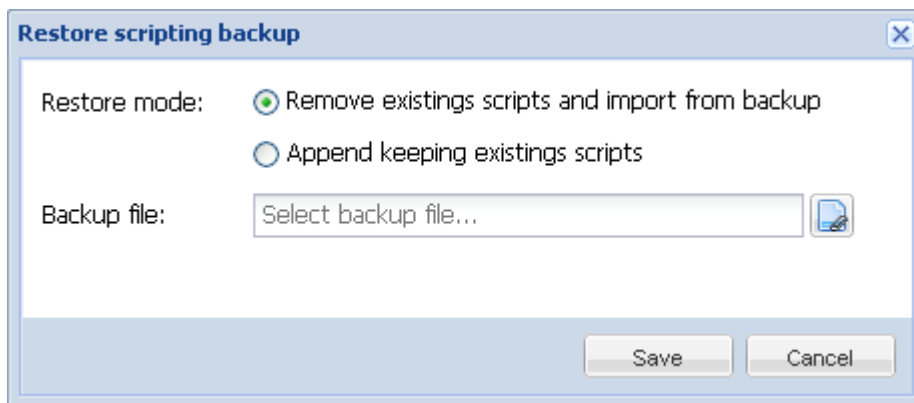 Restore scripting backup
Restore mode: Remove existings scripts and import from backup
Append keeping existings scripts
Backup file: Select backup file...
Save Cancel